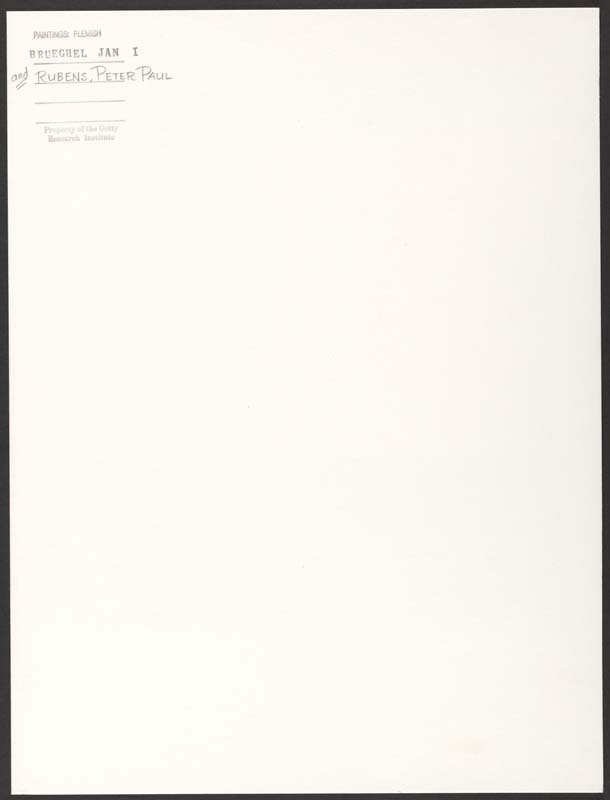 PAINTINGS: FLEMISH
BRUEGHEL JAN I
and RUBENS, PETER PAUL
Property of the Getty
Research Institute